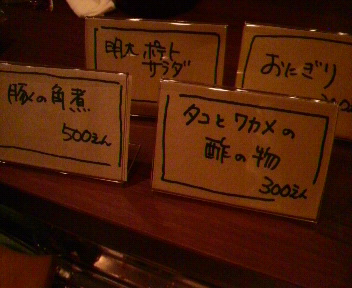 明太ポテト
サラダ
おにぎり
豚の角煮
500えん
タコとワカメの
酢の物
300えん